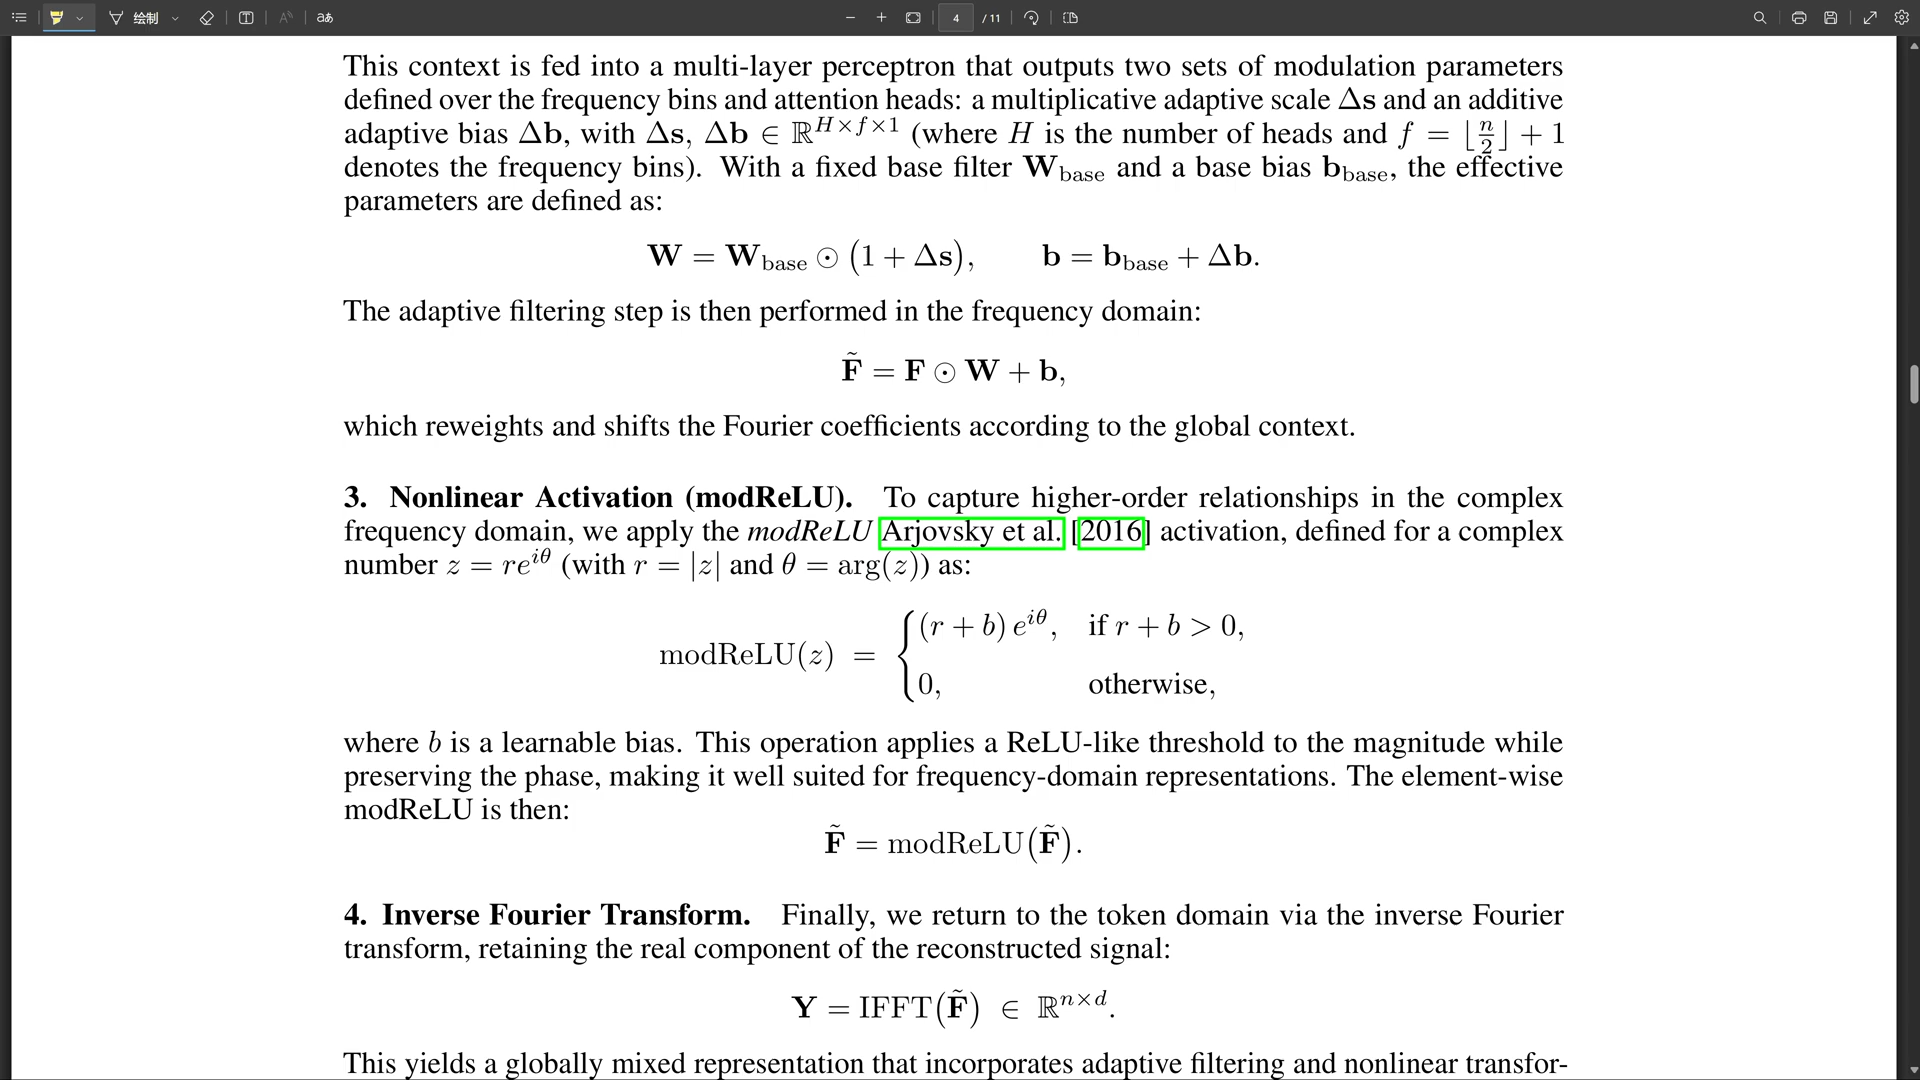 绘制 aあ 4 / 11
This context is fed into a multi-layer perceptron that outputs two sets of modulation parameters
defined over the frequency bins and attention heads: a multiplicative adaptive scale Δs and an additive
adaptive bias Δb, with Δs, Δb ∈ ℝ^{H×f×1} (where H is the number of heads and f = ⌊n/2⌋ + 1
denotes the frequency bins). With a fixed base filter W_base and a base bias b_base, the effective
parameters are defined as:
W = W_base ⊙ (1 + Δs), b = b_base + Δb.
The adaptive filtering step is then performed in the frequency domain:
F̃ = F ⊙ W + b,
which reweights and shifts the Fourier coefficients according to the global context.
3. Nonlinear Activation (modReLU). To capture higher-order relationships in the complex
frequency domain, we apply the modReLU Arjovsky et al. [2016] activation, defined for a complex
number z = re^{iθ} (with r = |z| and θ = arg(z)) as:
modReLU(z) = { (r + b) e^{iθ}, if r + b > 0,
0, otherwise,
where b is a learnable bias. This operation applies a ReLU-like threshold to the magnitude while
preserving the phase, making it well suited for frequency-domain representations. The element-wise
modReLU is then:
F̃ = modReLU(F̃).
4. Inverse Fourier Transform. Finally, we return to the token domain via the inverse Fourier
transform, retaining the real component of the reconstructed signal:
Y = IFFT(F̃) ∈ ℝ^{n×d}.
This yields a globally mixed representation that incorporates adaptive filtering and nonlinear transfor-